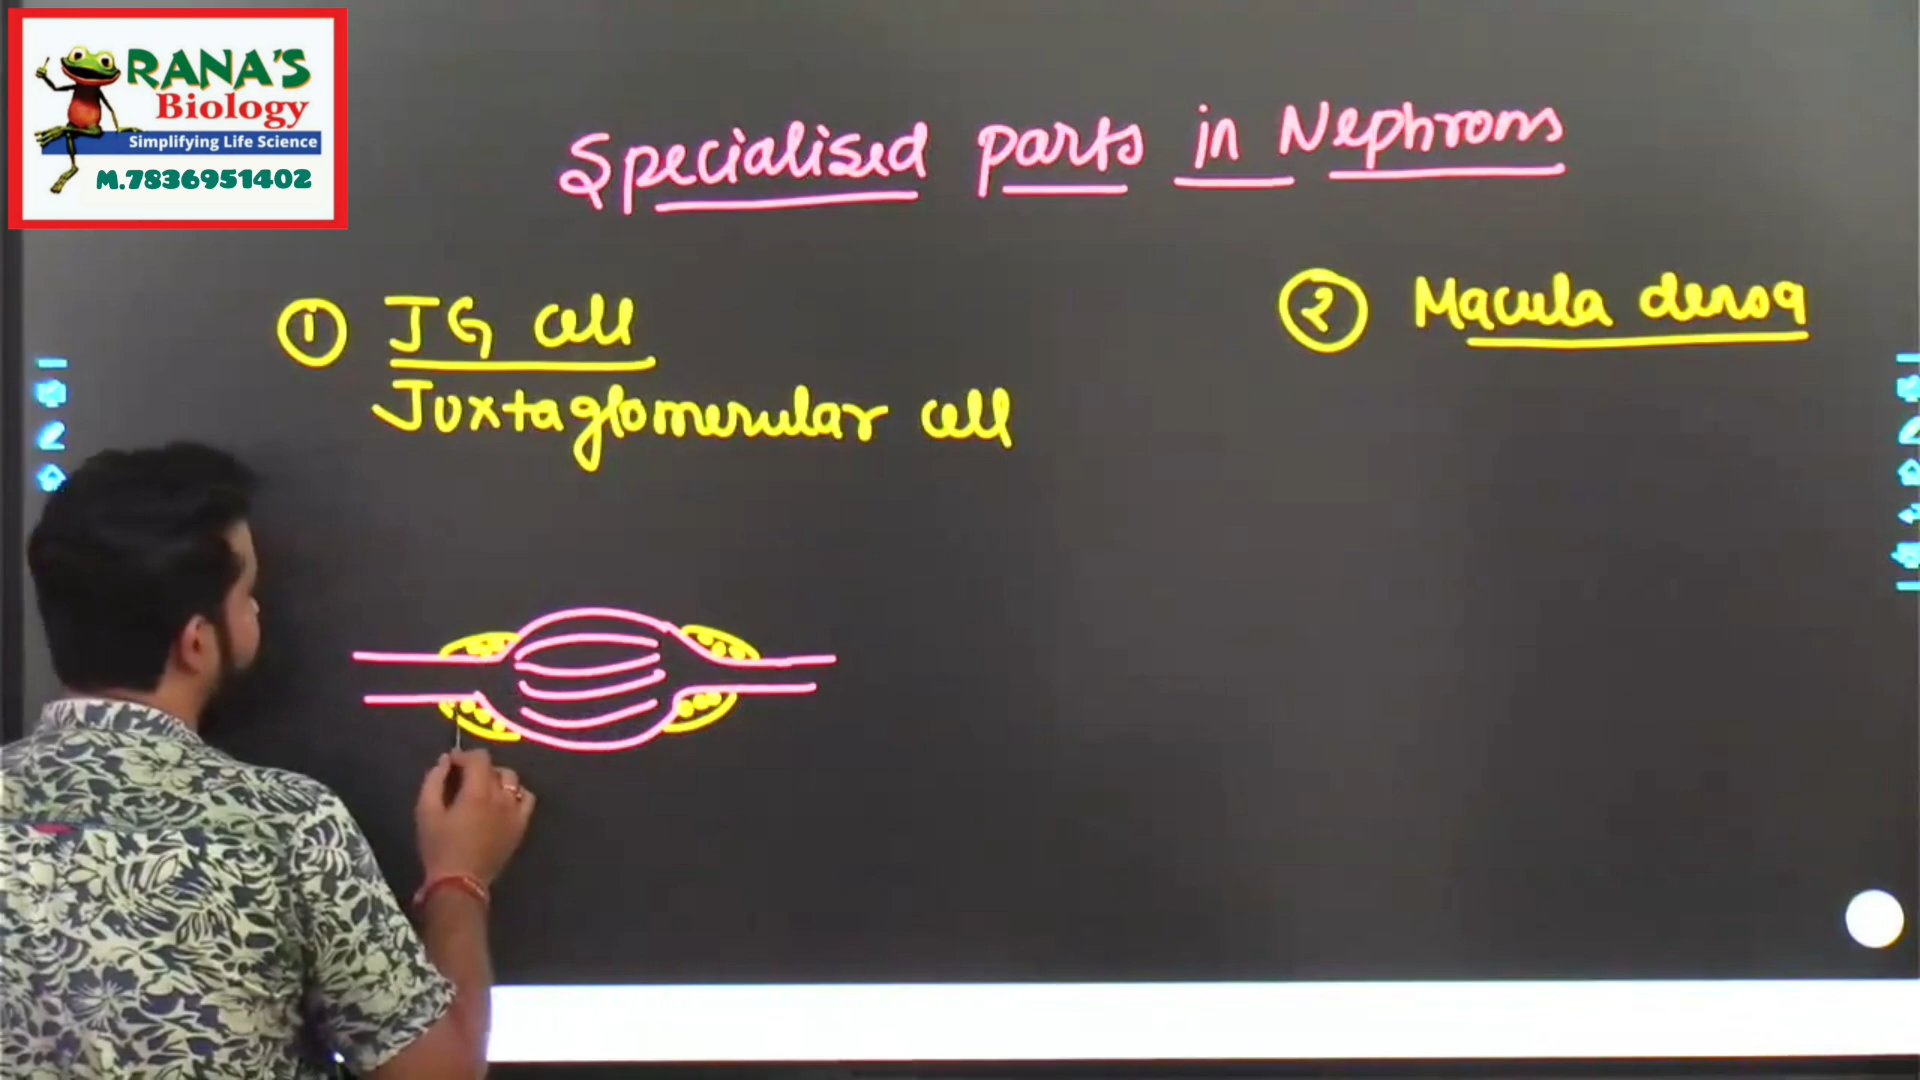 RANA'S
Biology
Simplifying Life Science
M.7836951402
Specialised parts in Nephrons
① JG cell
Juxtaglomerular cell
② Macula densa